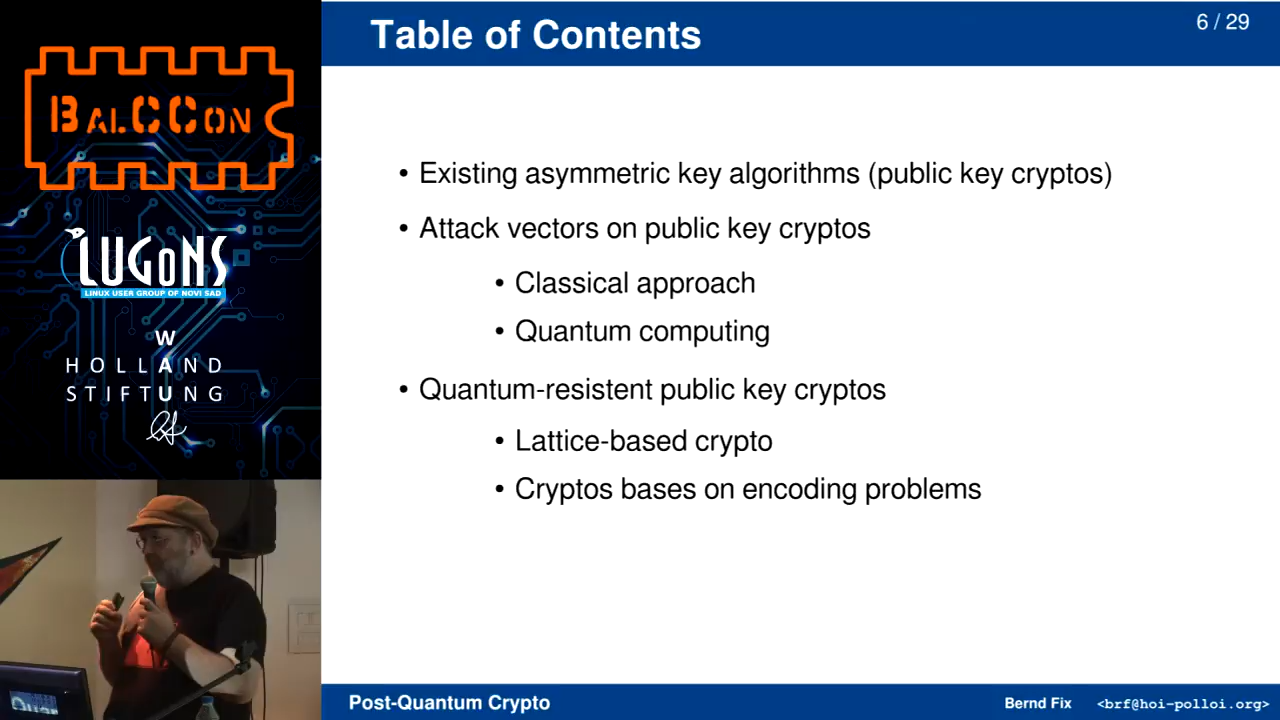 Table of Contents
6 / 29
BALCCON
LUGONS
LINUX USER GROUP OF NOVI SAD
W
HOLLAND
A
STIFTUNG
U
• Existing asymmetric key algorithms (public key cryptos)
• Attack vectors on public key cryptos
• Classical approach
• Quantum computing
• Quantum-resistent public key cryptos
• Lattice-based crypto
• Cryptos bases on encoding problems
Post-Quantum Crypto
Bernd Fix
<brf@hoi-polloi.org>